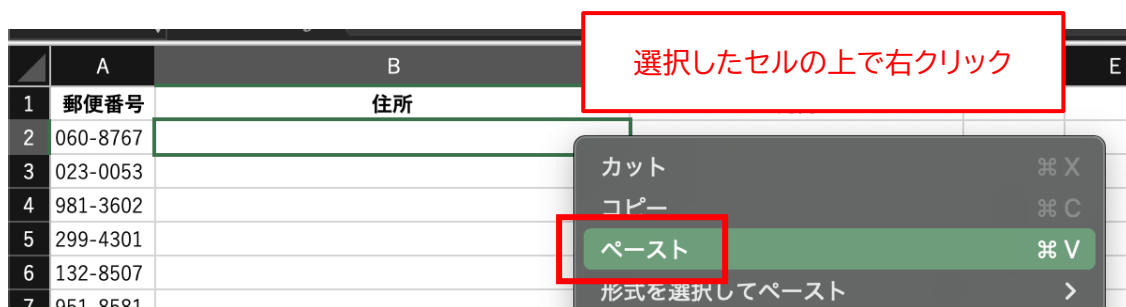 選択したセルの上で右クリック
A B E
1 郵便番号 住所
2 060-8767
3 023-0053
4 981-3602
5 299-4301
6 132-8507
7 951-8581
カット ⌘ X
コピー ⌘ C
ペースト ⌘ V
形式を選択してペースト >